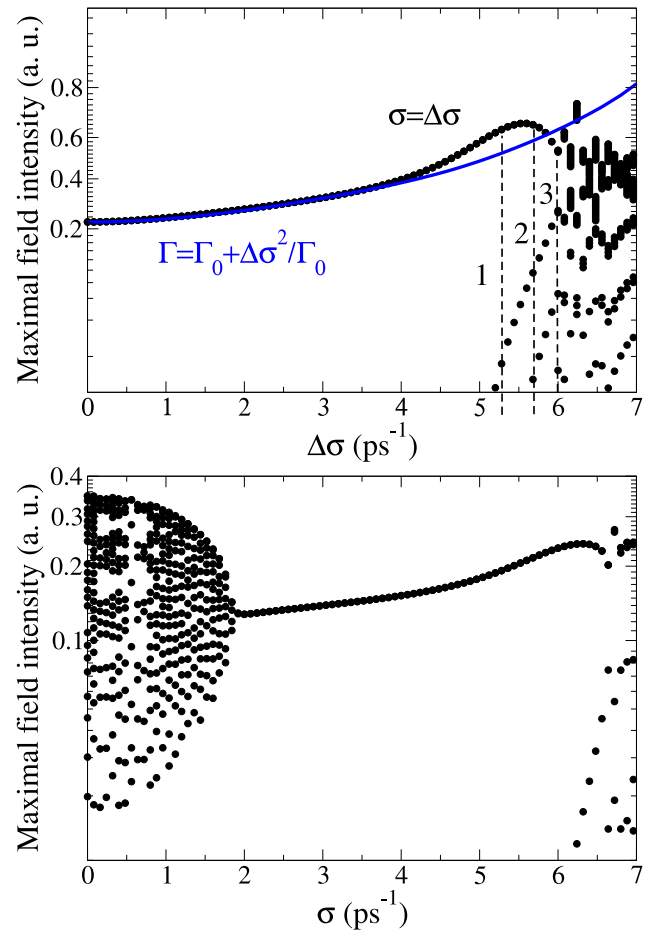 Maximal field intensity (a. u.)
0.8
0.6
0.4
0.2
σ=Δσ
Γ=Γ₀+Δσ²/Γ₀
1
2
3
0 1 2 3 4 5 6 7
Δσ (ps⁻¹)
Maximal field intensity (a. u.)
0.4
0.3
0.2
0.1
0 1 2 3 4 5 6 7
σ (ps⁻¹)